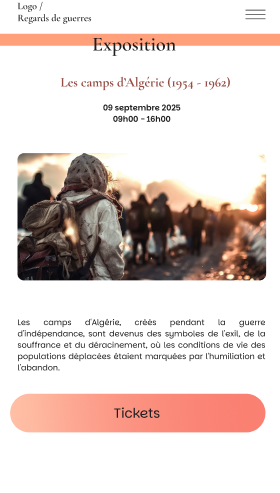 Logo /
Regards de guerres
Exposition
Les camps d'Algérie (1954 - 1962)
09 septembre 2025
09h00 - 16h00
Les camps d'Algérie, créés pendant la guerre
d'indépendance, sont devenus des symboles de l'exil, de la
souffrance et du déracinement, où les conditions de vie des
populations déplacées étaient marquées par l'humiliation et
l'abandon.
Tickets